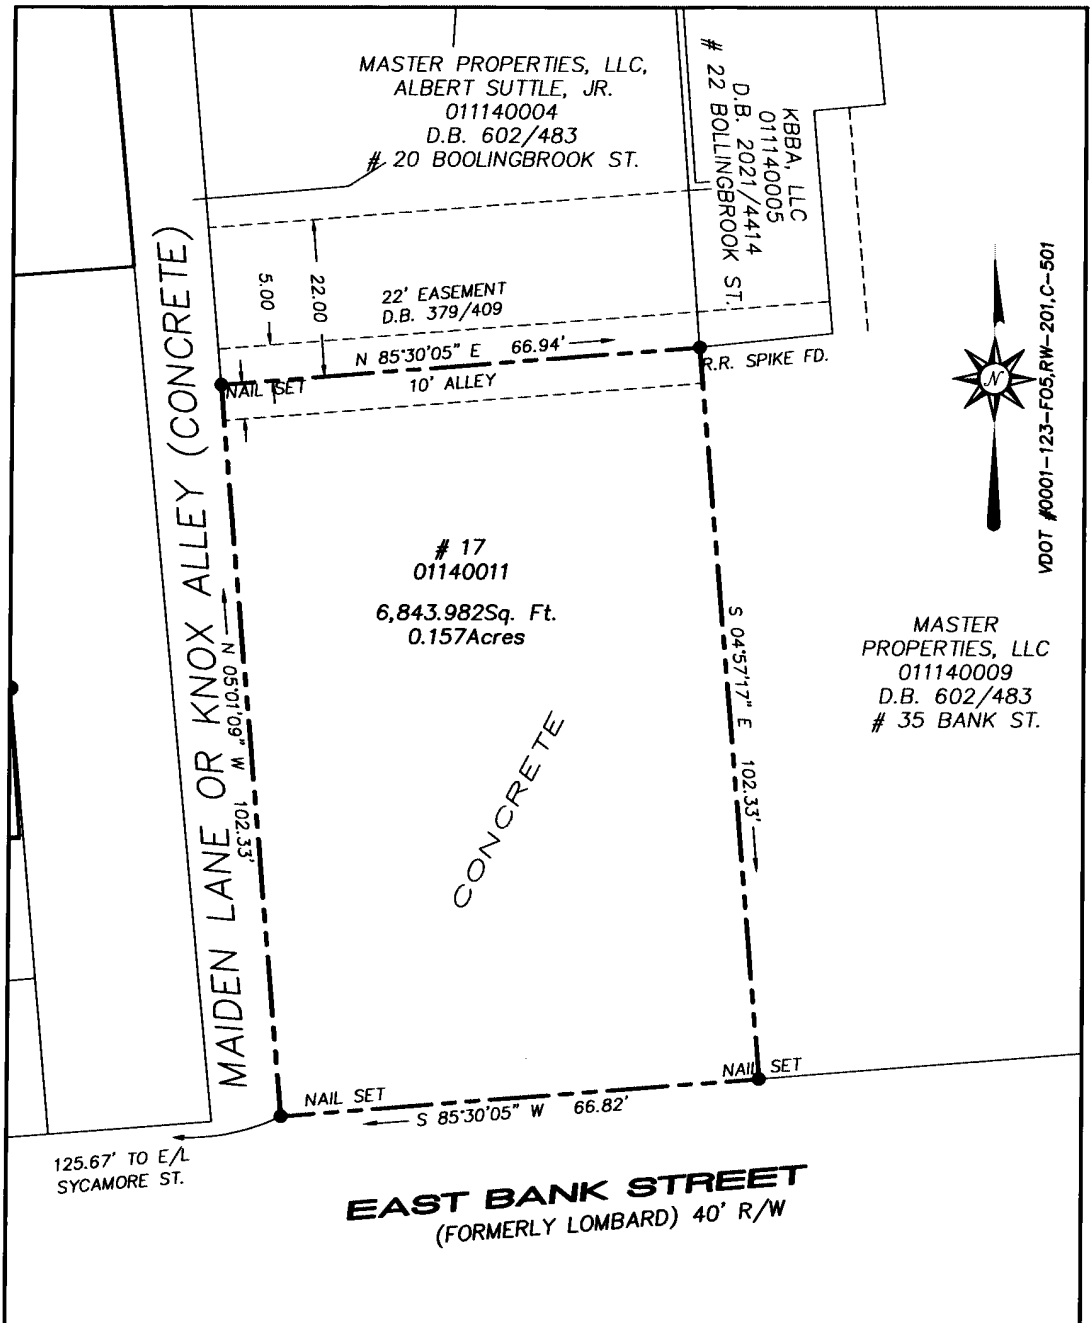 MASTER PROPERTIES, LLC,
ALBERT SUTTLE, JR.
011140004
D.B. 602/483
# 20 BOOLINGBROOK ST.
KBBA, LLC
011140005
D.B. 2021/4414
# 22 BOLLINGBROOK ST.
22' EASEMENT
D.B. 379/409
5.00
22.00
N 85°30'05" E 66.94'
R.R. SPIKE FD.
NAIL SET
10' ALLEY
N
VDOT #0001-123-F05,RW-201,C-501
MAIDEN LANE OR KNOX ALLEY (CONCRETE)
# 17
01140011
6,843.982Sq. Ft.
0.157Acres
N 05°01'09" W 102.33'
S 04°57'17" E 102.33'
MASTER
PROPERTIES, LLC
011140009
D.B. 602/483
# 35 BANK ST.
CONCRETE
NAIL SET
NAIL SET
S 85°30'05" W 66.82'
125.67' TO E/L
SYCAMORE ST.
EAST BANK STREET
(FORMERLY LOMBARD) 40' R/W